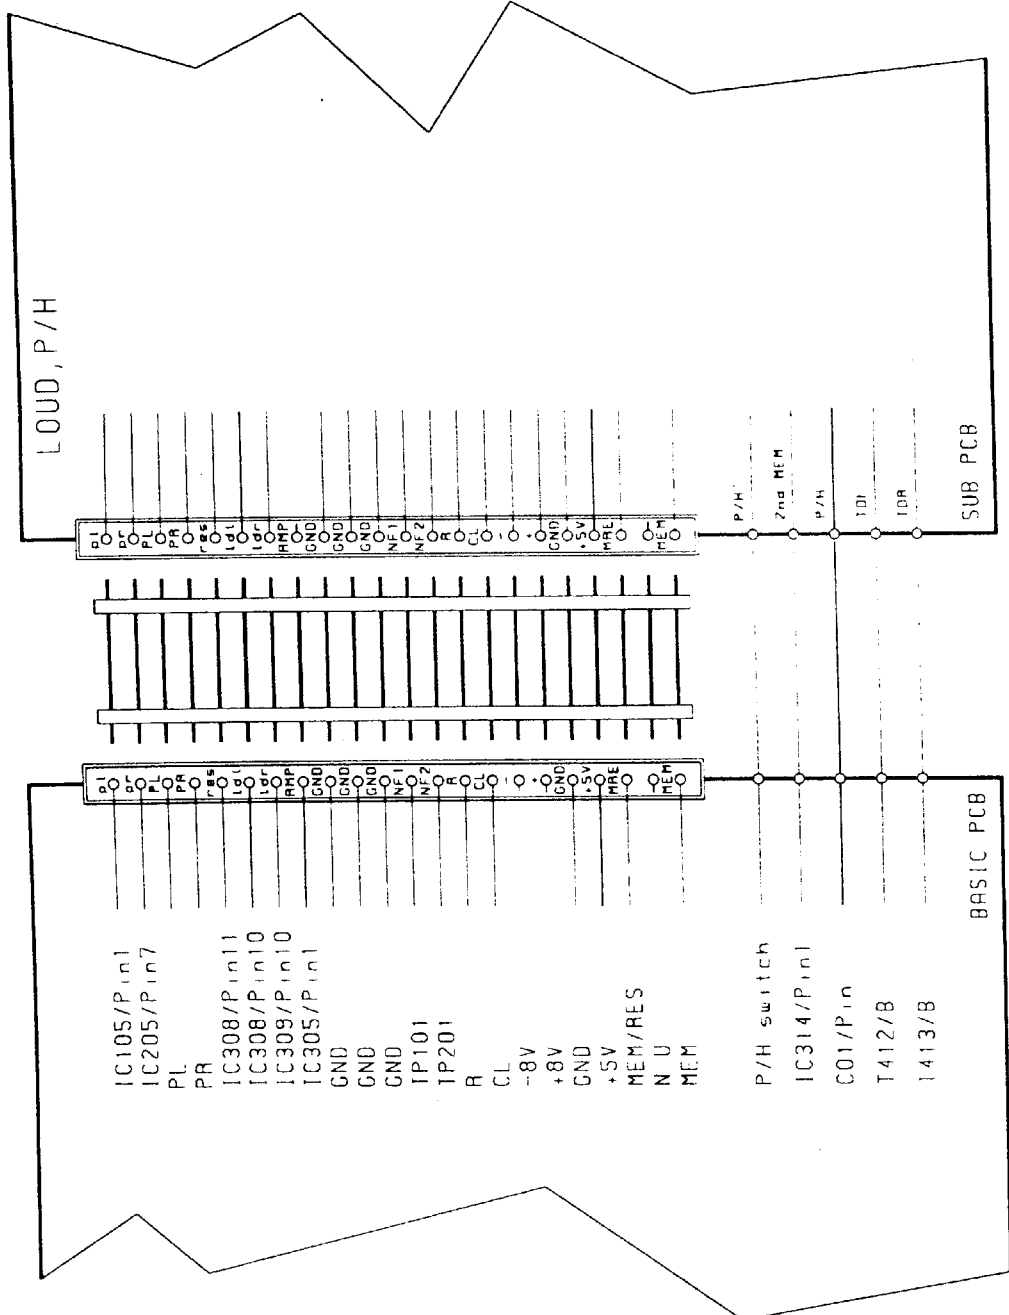 LOUD,P/H
pl
pr
PL
PR
res
ldl
ldr
AMP
GND
GND
GND
NF1
NF2
R
CL
-
+
GND
+5V
MRE
-
MEM
P/H
2nd MEM
P/H
TDI
TDR
SUB PCB
pl
pr
PL
PR
res
ldl
ldr
AMP
GND
GND
GND
NF1
NF2
R
CL
-
+
GND
+5V
MRE
-
MEM
BASIC PCB
IC105/Pin1
IC205/Pin7
PL
PR
IC308/Pin11
IC308/Pin10
IC309/Pin10
IC305/Pin1
GND
GND
GND
TP101
TP201
R
CL
-8V
+8V
GND
+5V
MEM/RES
N U
MEM
P/H switch
IC314/Pin1
C01/Pin
T412/B
T413/B